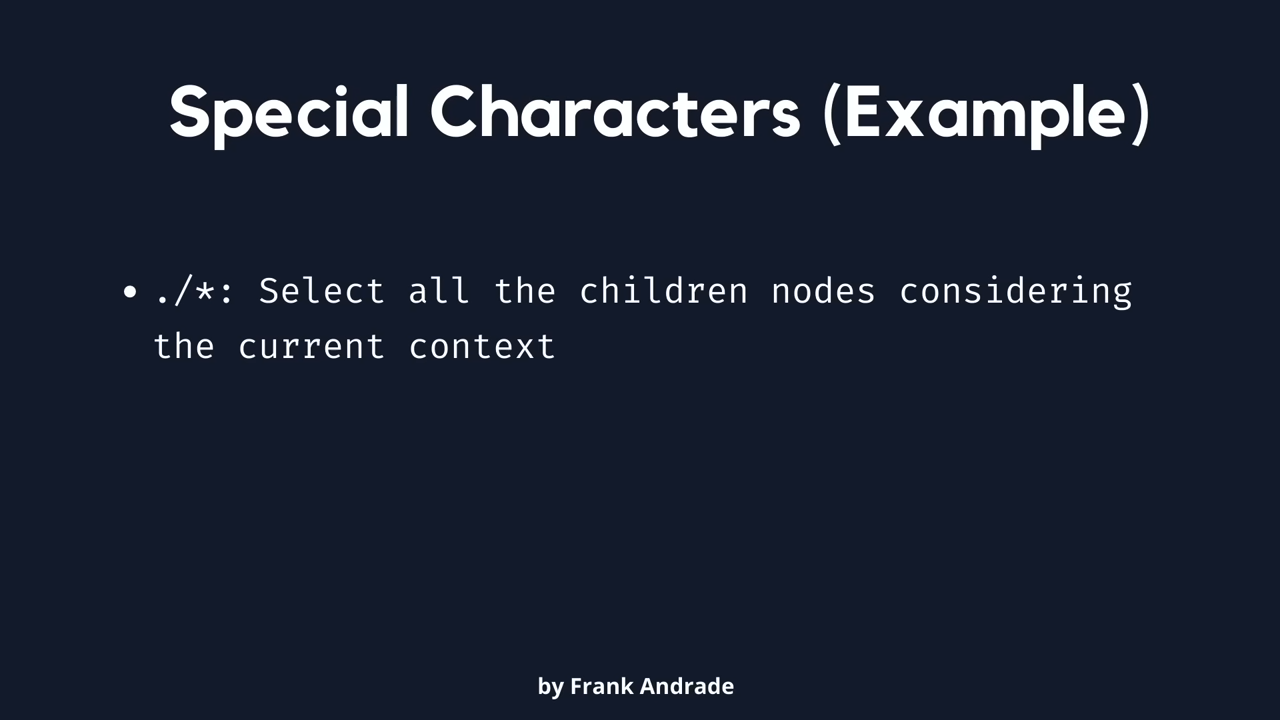 Special Characters (Example)
• ./*: Select all the children nodes considering
the current context
by Frank Andrade